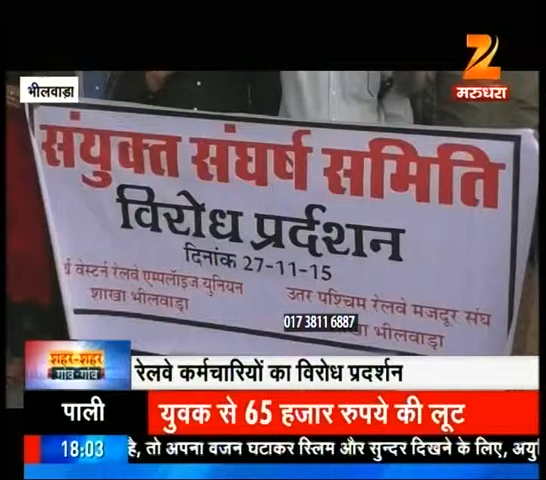 भीलवाड़ा
मरुधरा
संयुक्त संघर्ष समिति
विरोध प्रर्दशन
दिनांक 27-11-15
र्थ वेस्टर्न रेलवे एम्पलॉइज यूनियन
शाखा भीलवाड़ा
उतर पश्चिम रेलवे मजदूर संघ
017 3811 6887
खा भीलवाड़ा
शहर-शहर
गांव-गांव
रेलवे कर्मचारियों का विरोध प्रदर्शन
पाली
युवक से 65 हजार रुपये की लूट
18:03
है, तो अपना वजन घटाकर स्लिम और सुन्दर दिखने के लिए, आयु